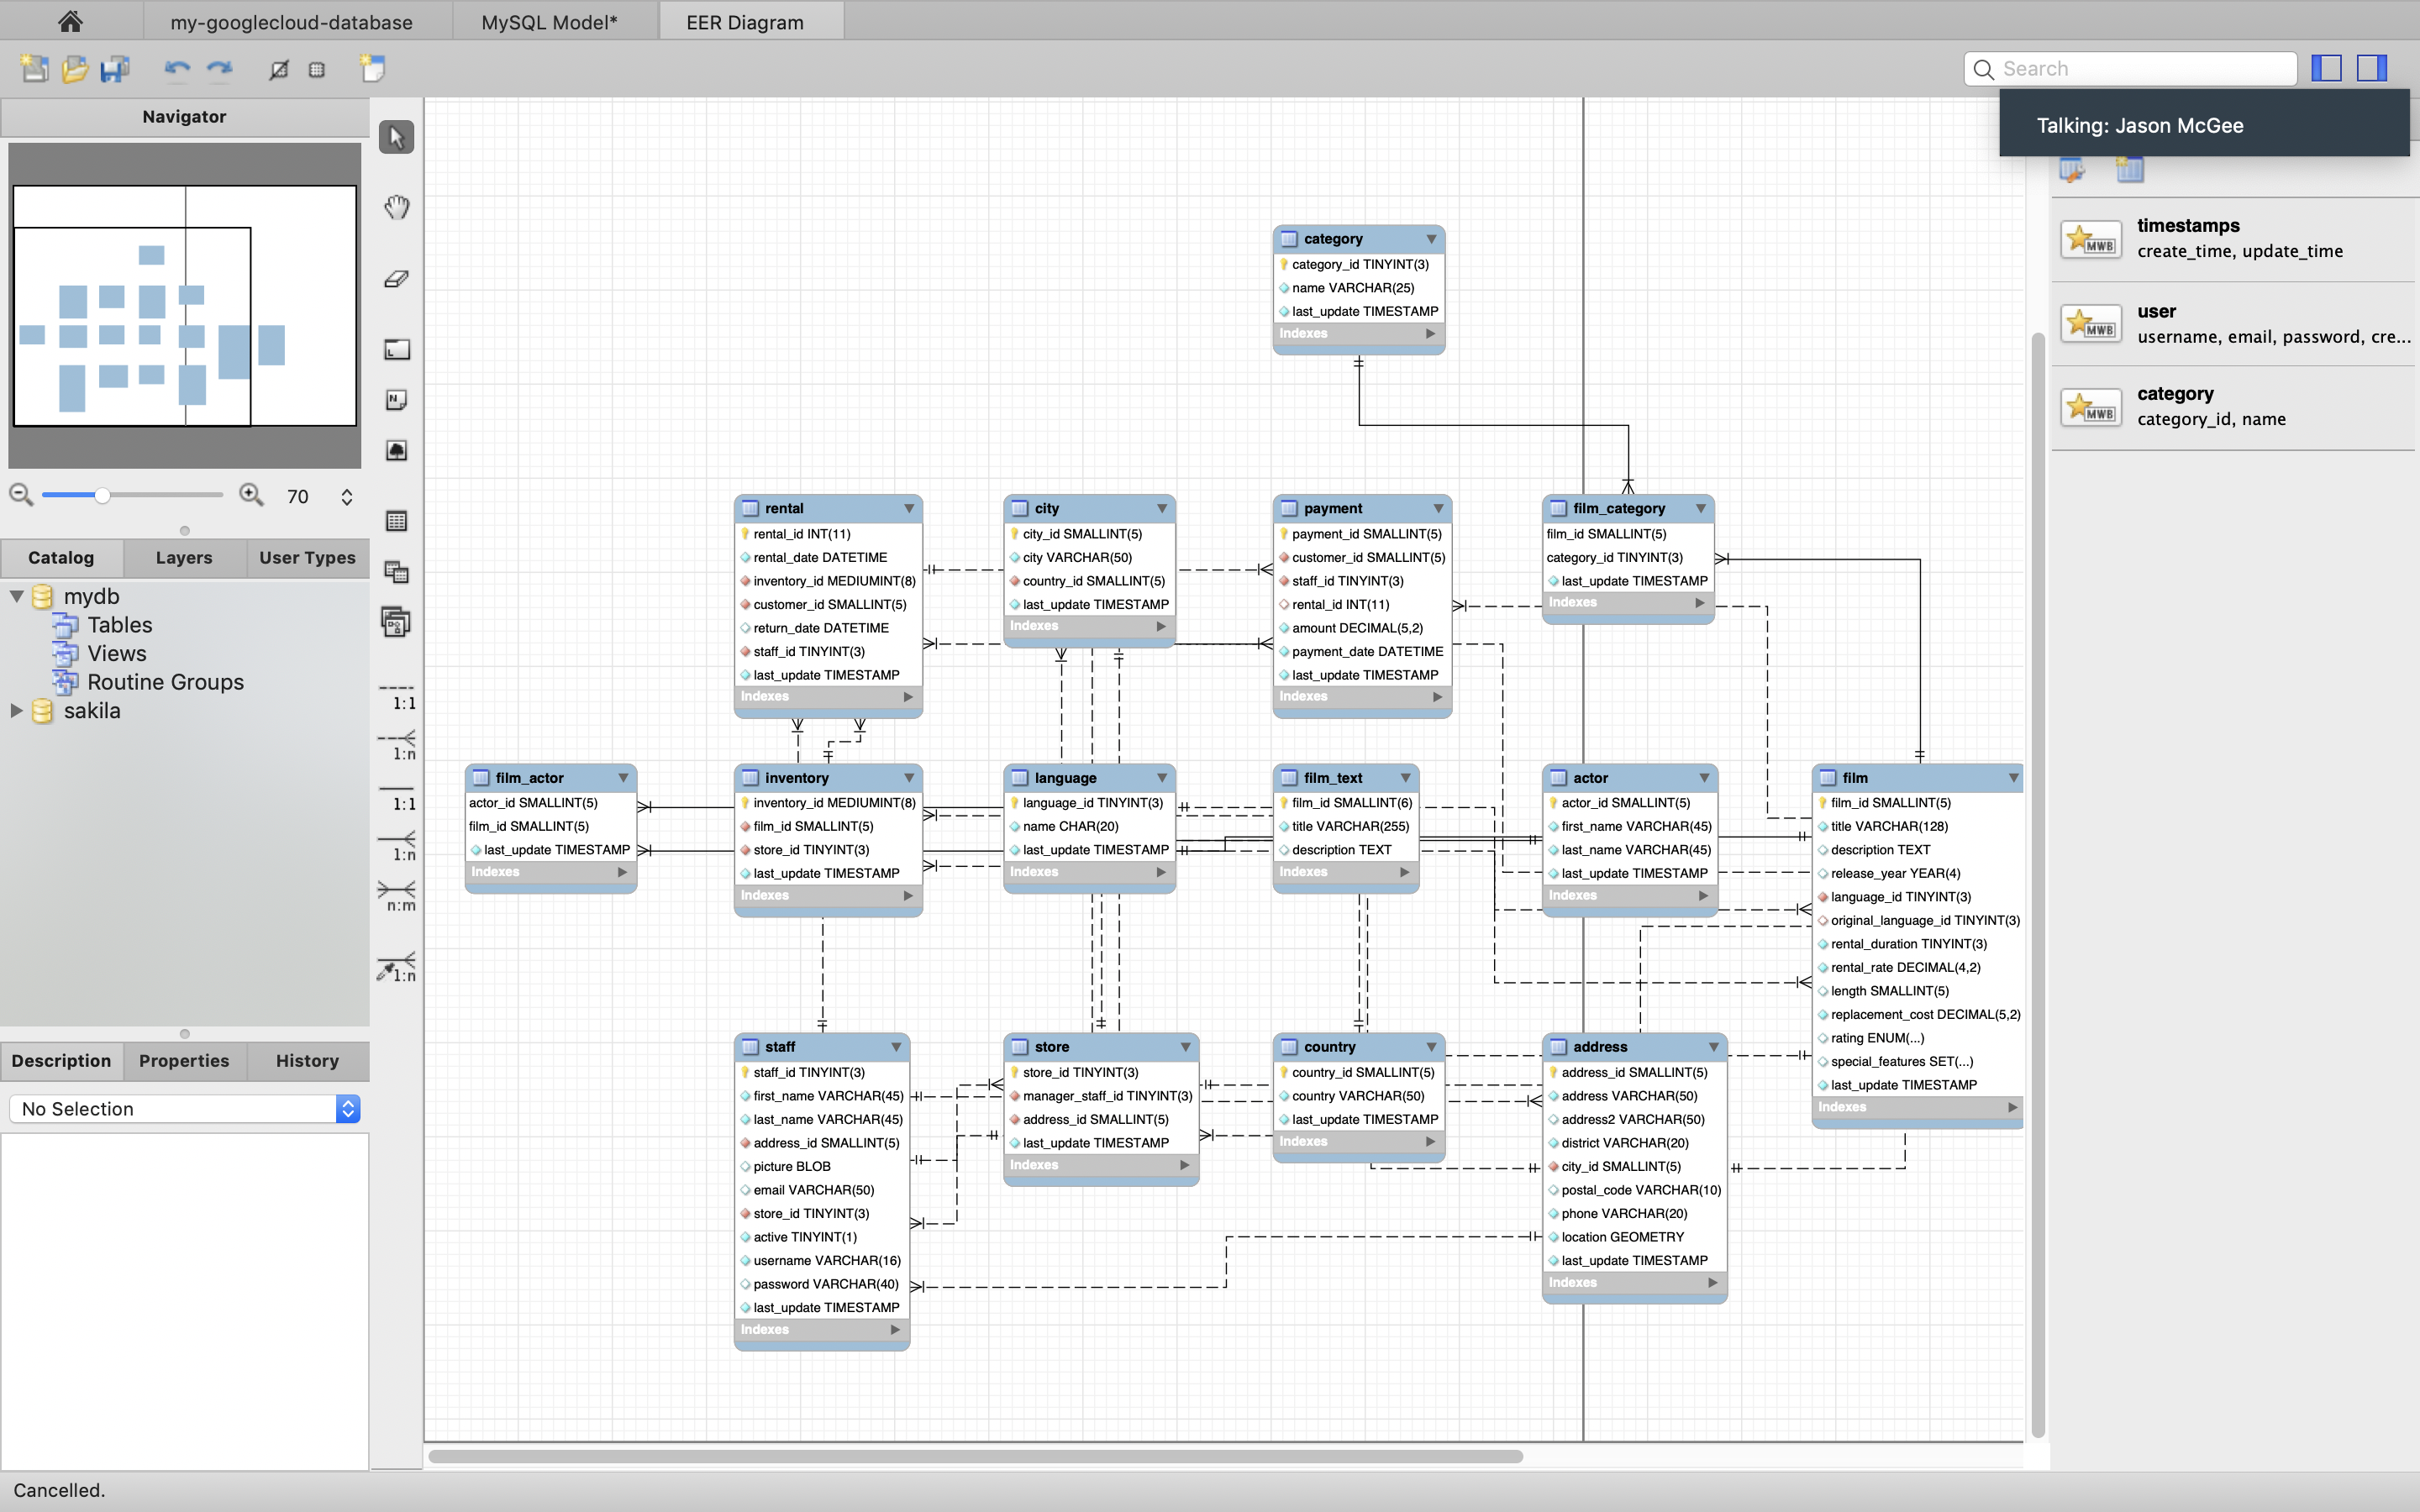 my-googlecloud-database
MySQL Model*
EER Diagram
Search
Talking: Jason McGee
Navigator
70
Catalog
Layers
User Types
mydb
Tables
Views
Routine Groups
sakila
Description
Properties
History
No Selection
Cancelled.
1:1
1:n
1:1
1:n
n:m
1:n
category
category_id TINYINT(3)
name VARCHAR(25)
last_update TIMESTAMP
Indexes
rental
rental_id INT(11)
rental_date DATETIME
inventory_id MEDIUMINT(8)
customer_id SMALLINT(5)
return_date DATETIME
staff_id TINYINT(3)
last_update TIMESTAMP
Indexes
city
city_id SMALLINT(5)
city VARCHAR(50)
country_id SMALLINT(5)
last_update TIMESTAMP
Indexes
payment
payment_id SMALLINT(5)
customer_id SMALLINT(5)
staff_id TINYINT(3)
rental_id INT(11)
amount DECIMAL(5,2)
payment_date DATETIME
last_update TIMESTAMP
Indexes
film_category
film_id SMALLINT(5)
category_id TINYINT(3)
last_update TIMESTAMP
Indexes
film_actor
actor_id SMALLINT(5)
film_id SMALLINT(5)
last_update TIMESTAMP
Indexes
inventory
inventory_id MEDIUMINT(8)
film_id SMALLINT(5)
store_id TINYINT(3)
last_update TIMESTAMP
Indexes
language
language_id TINYINT(3)
name CHAR(20)
last_update TIMESTAMP
Indexes
film_text
film_id SMALLINT(6)
title VARCHAR(255)
description TEXT
Indexes
actor
actor_id SMALLINT(5)
first_name VARCHAR(45)
last_name VARCHAR(45)
last_update TIMESTAMP
Indexes
film
film_id SMALLINT(5)
title VARCHAR(128)
description TEXT
release_year YEAR(4)
language_id TINYINT(3)
original_language_id TINYINT(3)
rental_duration TINYINT(3)
rental_rate DECIMAL(4,2)
length SMALLINT(5)
replacement_cost DECIMAL(5,2)
rating ENUM(...)
special_features SET(...)
last_update TIMESTAMP
Indexes
staff
staff_id TINYINT(3)
first_name VARCHAR(45)
last_name VARCHAR(45)
address_id SMALLINT(5)
picture BLOB
email VARCHAR(50)
store_id TINYINT(3)
active TINYINT(1)
username VARCHAR(16)
password VARCHAR(40)
last_update TIMESTAMP
Indexes
store
store_id TINYINT(3)
manager_staff_id TINYINT(3)
address_id SMALLINT(5)
last_update TIMESTAMP
Indexes
country
country_id SMALLINT(5)
country VARCHAR(50)
last_update TIMESTAMP
Indexes
address
address_id SMALLINT(5)
address VARCHAR(50)
address2 VARCHAR(50)
district VARCHAR(20)
city_id SMALLINT(5)
postal_code VARCHAR(10)
phone VARCHAR(20)
location GEOMETRY
last_update TIMESTAMP
Indexes
MWB
timestamps
create_time, update_time
MWB
user
username, email, password, cre...
MWB
category
category_id, name